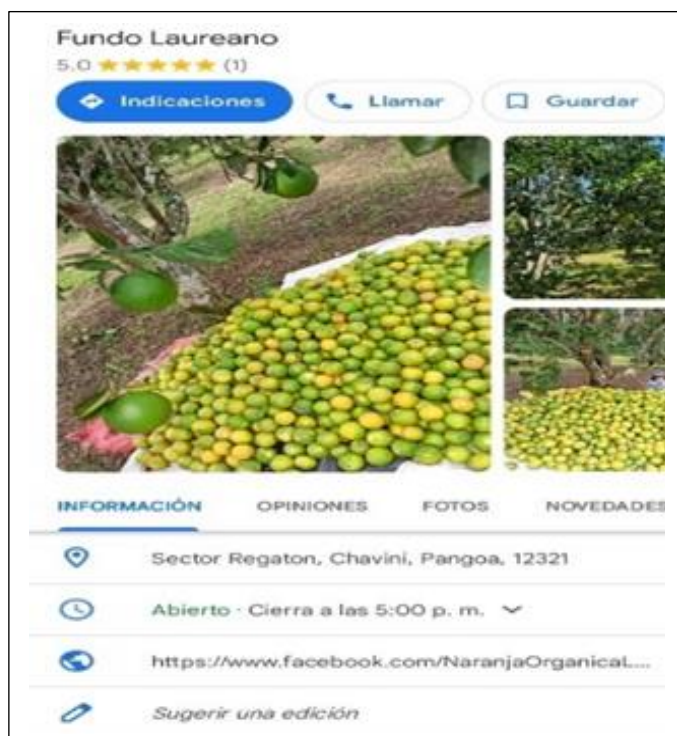 Fundo Laureano
5.0 ★★★★★ (1)
Indicaciones Llamar Guardar
INFORMACIÓN OPINIONES FOTOS NOVEDADES
Sector Regaton, Chavini, Pangoa, 12321
Abierto · Cierra a las 5:00 p. m.
https://www.facebook.com/NaranjaOrganicaL....
Sugerir una edición